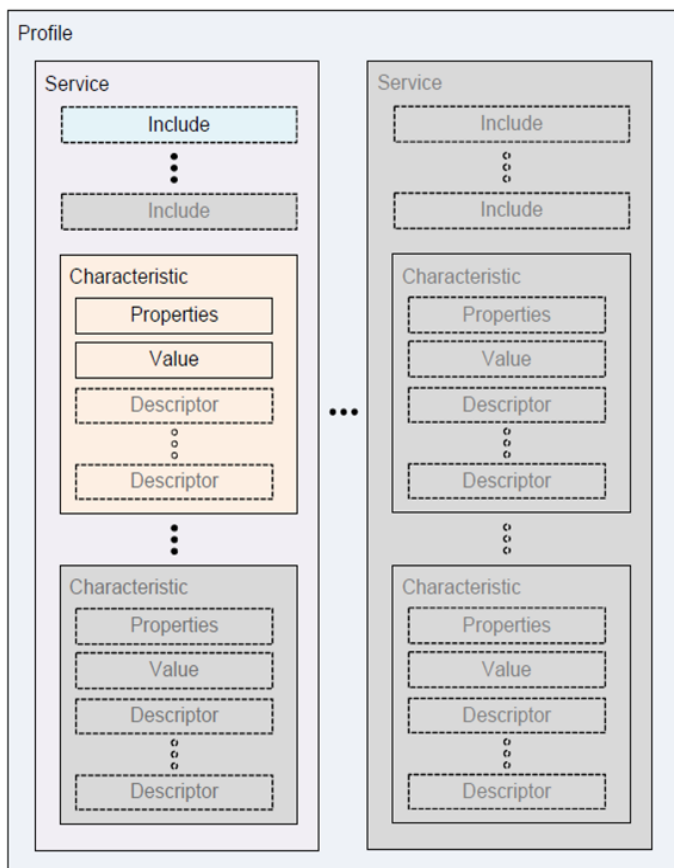 Profile
Service
Include
Include
Characteristic
Properties
Value
Descriptor
Descriptor
Characteristic
Properties
Value
Descriptor
Descriptor
Service
Include
Include
Characteristic
Properties
Value
Descriptor
Descriptor
Characteristic
Properties
Value
Descriptor
Descriptor